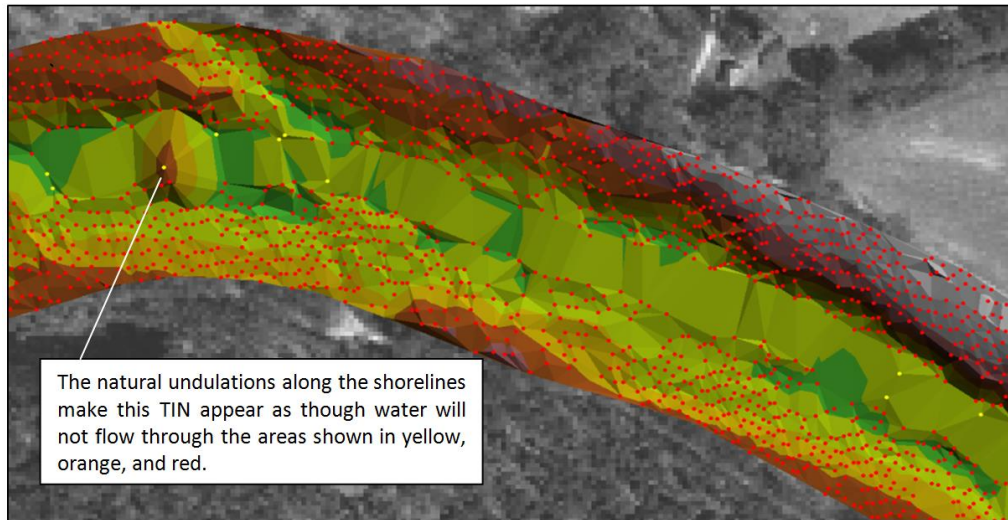 The natural undulations along the shorelines
make this TIN appear as though water will
not flow through the areas shown in yellow,
orange, and red.